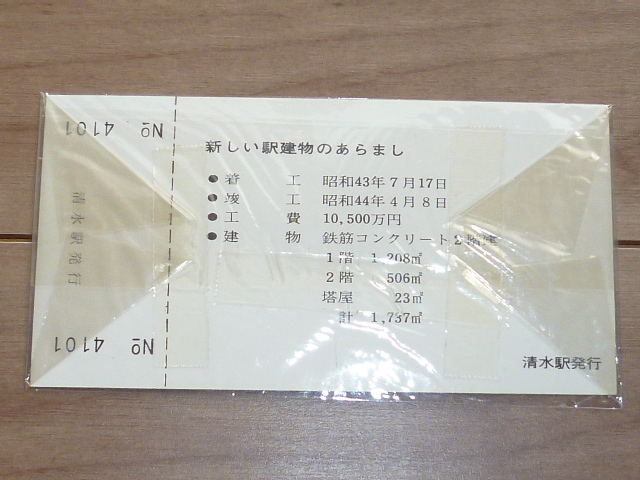 新しい駅建物のあらまし
●着工 昭和43年7月17日
●竣工 昭和44年4月8日
●工費 10,500万円
●建物 鉄筋コンクリート2階建
1階 1,208㎡
2階 506㎡
塔屋 23㎡
計 1,737㎡
清水駅発行
№ 4101
清水駅発行
№ 4101